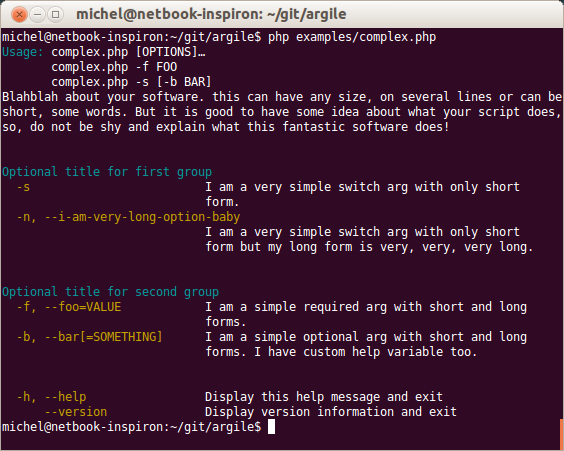 michel@netbook-inspiron: ~/git/argile
michel@netbook-inspiron:~/git/argile$ php examples/complex.php
Usage: complex.php [OPTIONS]…
complex.php -f FOO
complex.php -s [-b BAR]
Blahblah about your software. this can have any size, on several lines or can be
short, some words. But it is good to have some idea about what your script does,
so, do not be shy and explain what this fantastic software does!
Optional title for first group
-s I am a very simple switch arg with only short
form.
-n, --i-am-very-long-option-baby
I am a very simple switch arg with only short
form but my long form is very, very, very long.
Optional title for second group
-f, --foo=VALUE I am a simple required arg with short and long
forms.
-b, --bar[=SOMETHING] I am a simple optional arg with short and long
forms. I have custom help variable too.
-h, --help Display this help message and exit
--version Display version information and exit
michel@netbook-inspiron:~/git/argile$